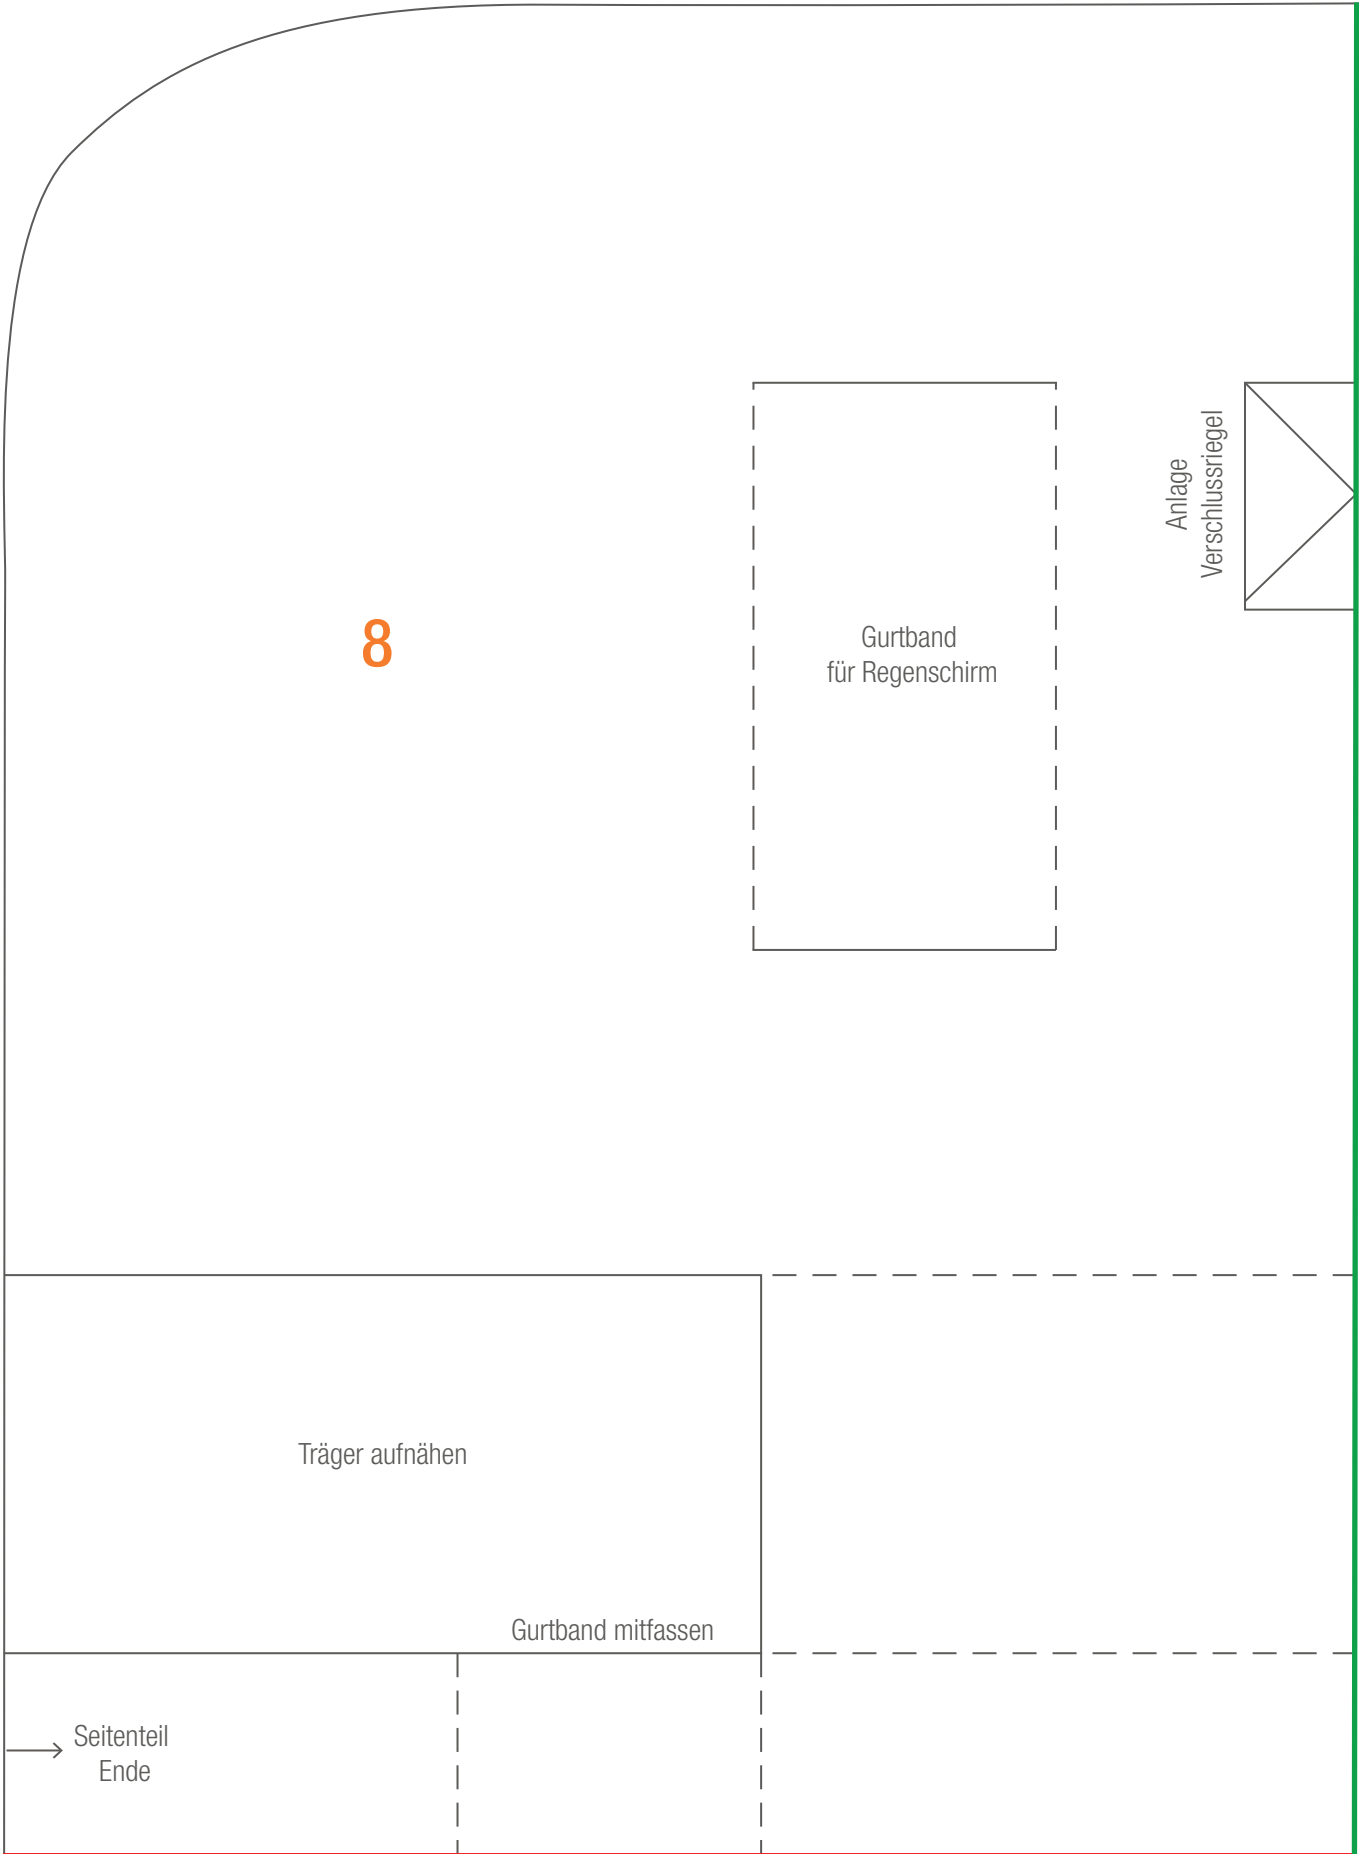 Anlage
Verschlussriegel
8
Gurtband
für Regenschirm
Träger aufnähen
Gurtband mitfassen
Seitenteil
Ende